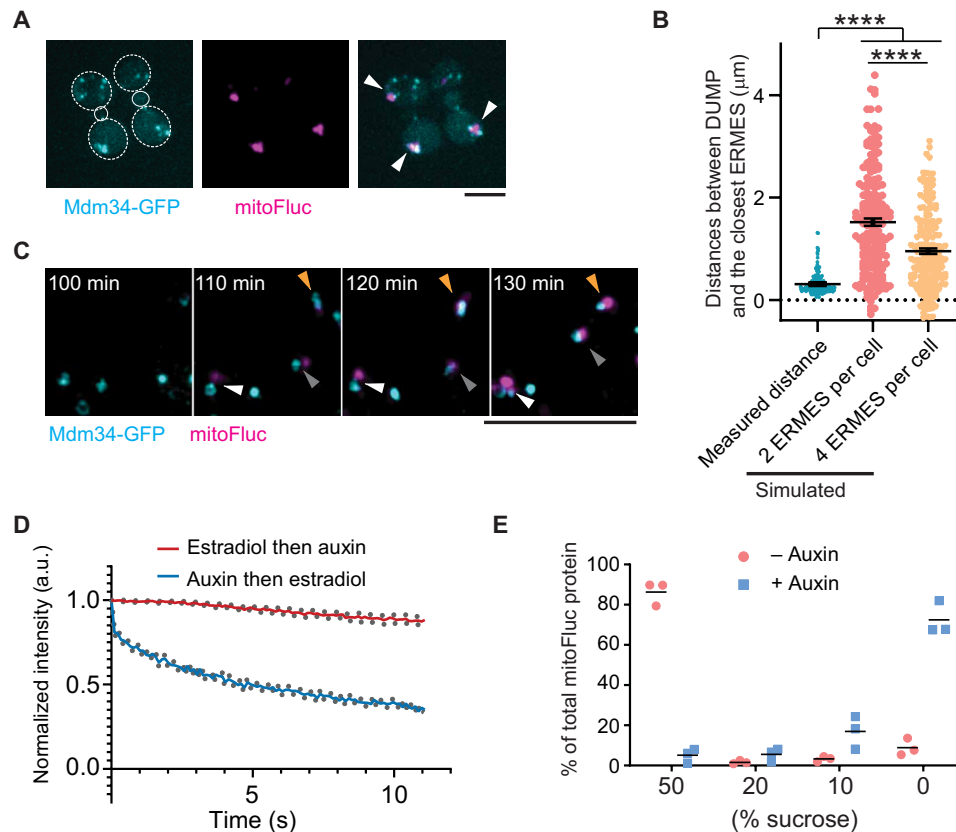 A
Mdm34-GFP
mitoFluc
B
Distances between DUMP
and the closest ERMES (μm)
****
****
4
2
0
Measured distance
2 ERMES per cell
4 ERMES per cell
Simulated
C
100 min
110 min
120 min
130 min
Mdm34-GFP
mitoFluc
D
Normalized intensity (a.u.)
Estradiol then auxin
Auxin then estradiol
1.0
0.5
0.0
5
10
Time (s)
E
% of total mitoFluc protein
– Auxin
+ Auxin
100
80
60
40
20
0
50
20
10
0
(% sucrose)